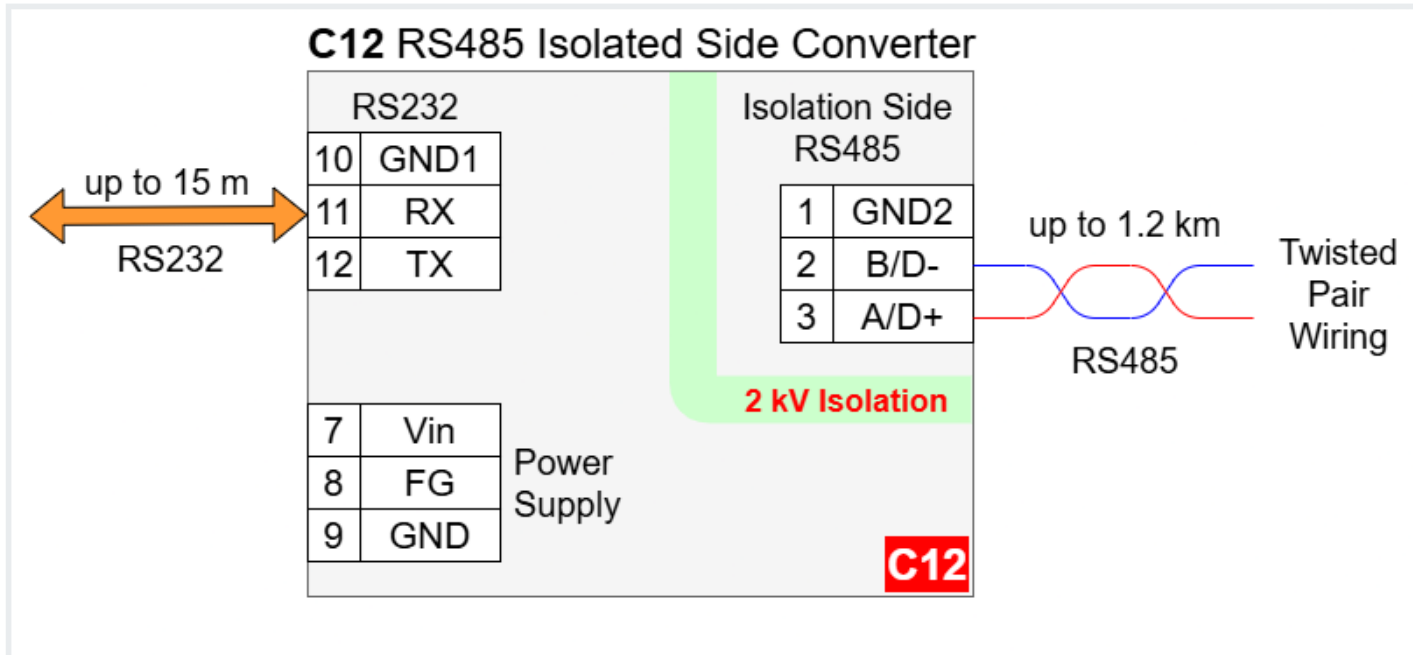 C12 RS485 Isolated Side Converter
RS232
10 GND1
11 RX
12 TX
up to 15 m
RS232
Isolation Side
RS485
1 GND2
2 B/D-
3 A/D+
up to 1.2 km
RS485
Twisted
Pair
Wiring
2 kV Isolation
7 Vin
8 FG
9 GND
Power
Supply
C12